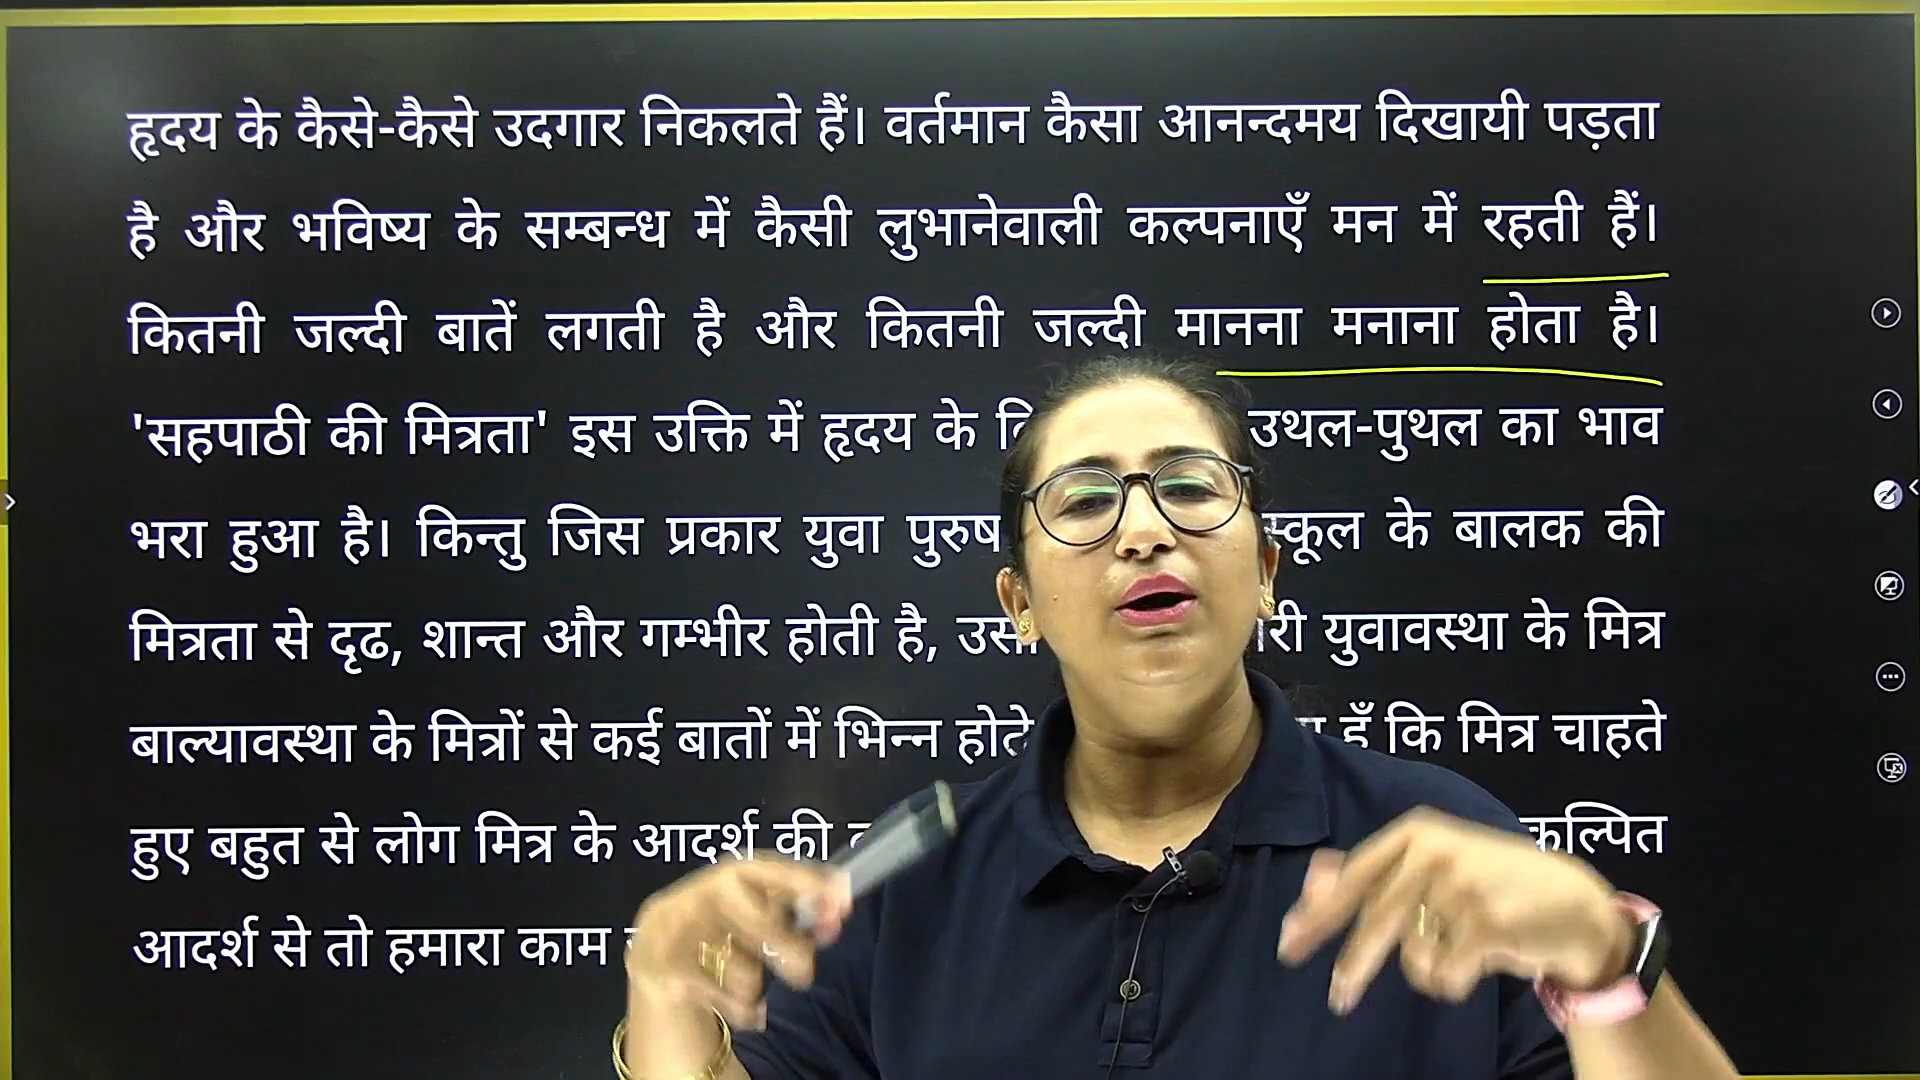 हृदय के कैसे-कैसे उदगार निकलते हैं। वर्तमान कैसा आनन्दमय दिखायी पड़ता
है और भविष्य के सम्बन्ध में कैसी लुभानेवाली कल्पनाएँ मन में रहती हैं।
कितनी जल्दी बातें लगती है और कितनी जल्दी मानना मनाना होता है।
'सहपाठी की मित्रता' इस उक्ति में हृदय के उथल-पुथल का भाव
भरा हुआ है। किन्तु जिस प्रकार युवा पुरुष स्कूल के बालक की
मित्रता से दृढ, शान्त और गम्भीर होती है, युवावस्था के मित्र
बाल्यावस्था के मित्रों से कई बातों में भिन्न होते हूँ कि मित्र चाहते
हुए बहुत से लोग मित्र के आदर्श की कल्पित
आदर्श से तो हमारा काम